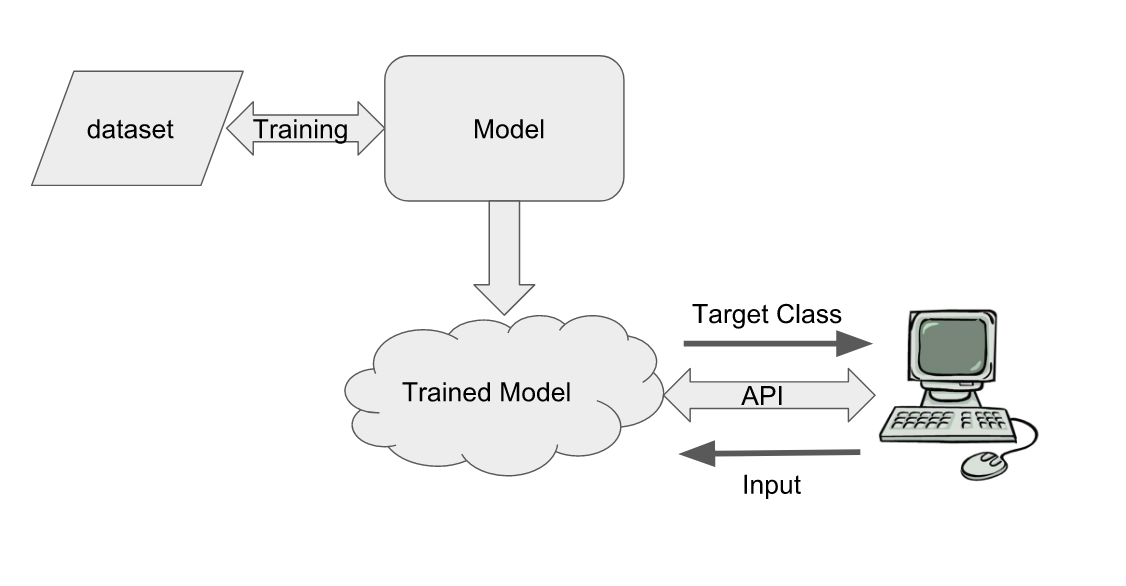 dataset
Training
Model
Target Class
Trained Model
API
Input